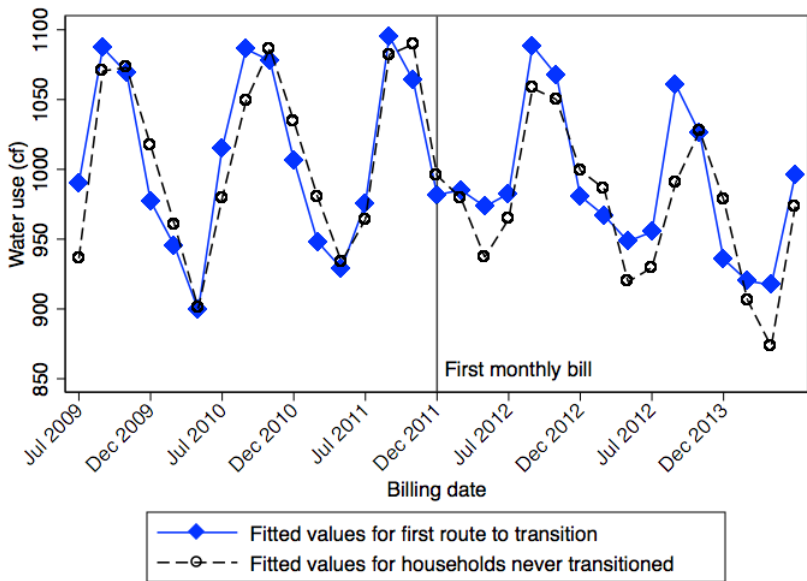 Water use (cf)
1100
1050
1000
950
900
850
First monthly bill
Jul 2009
Dec 2009
Jul 2010
Dec 2010
Jul 2011
Dec 2011
Jul 2012
Dec 2012
Jul 2012
Dec 2013
Billing date
Fitted values for first route to transition
Fitted values for households never transitioned